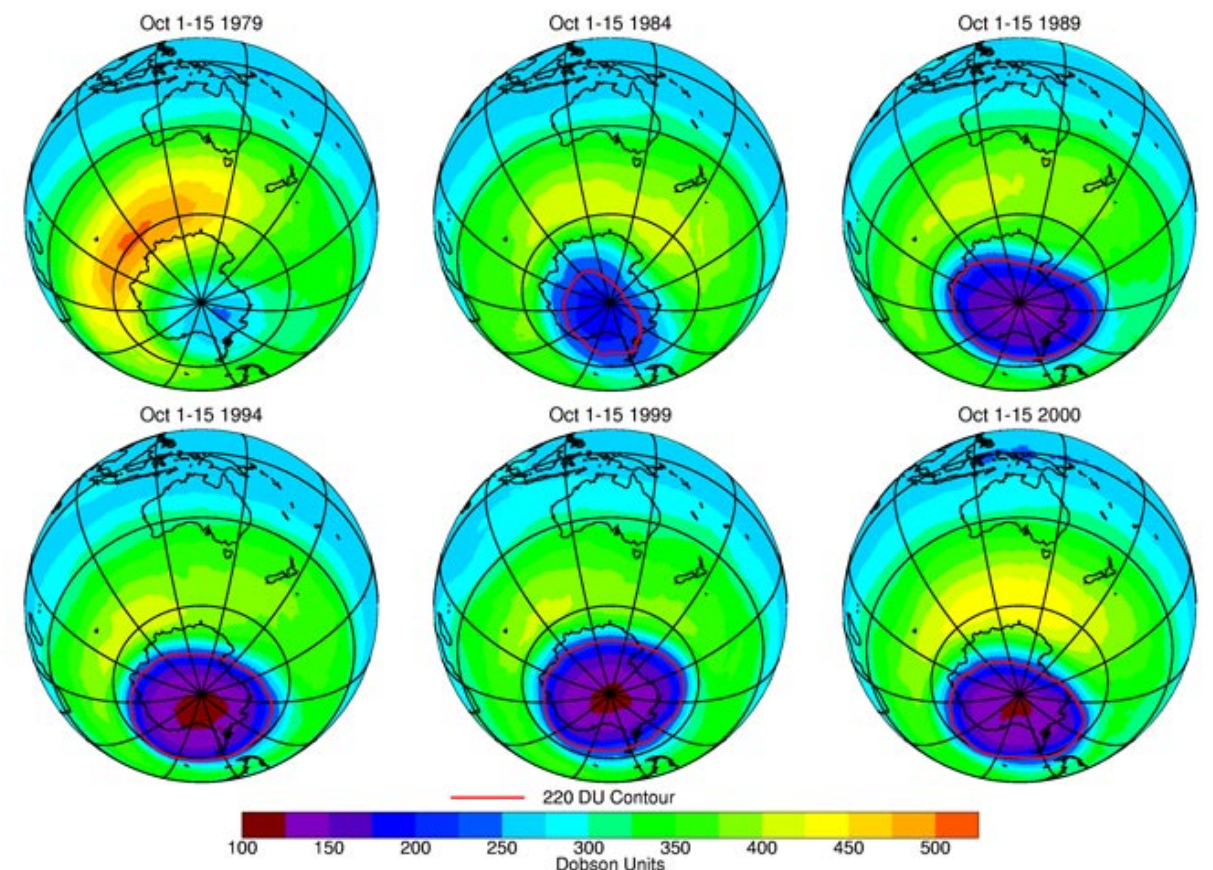 Oct 1-15 1979 Oct 1-15 1984 Oct 1-15 1989
Oct 1-15 1994 Oct 1-15 1999 Oct 1-15 2000
220 DU Contour
100 150 200 250 300 350 400 450 500
Dobson Units